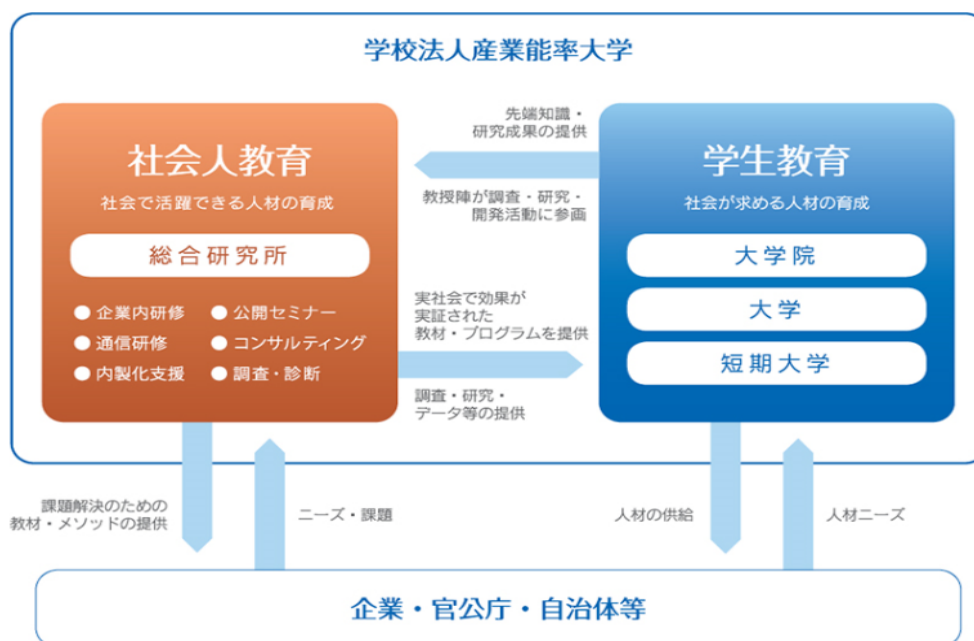 学校法人産業能率大学
社会人教育
社会で活躍できる人材の育成
総合研究所
● 企業内研修
● 公開セミナー
● 通信研修
● コンサルティング
● 内製化支援
● 調査・診断
先端知識・
研究成果の提供
教授陣が調査・研究・
開発活動に参画
実社会で効果が
実証された
教材・プログラムを提供
調査・研究・
データ等の提供
学生教育
社会が求める人材の育成
大学院
大学
短期大学
課題解決のための
教材・メソッドの提供
ニーズ・課題
人材の供給
人材ニーズ
企業・官公庁・自治体等